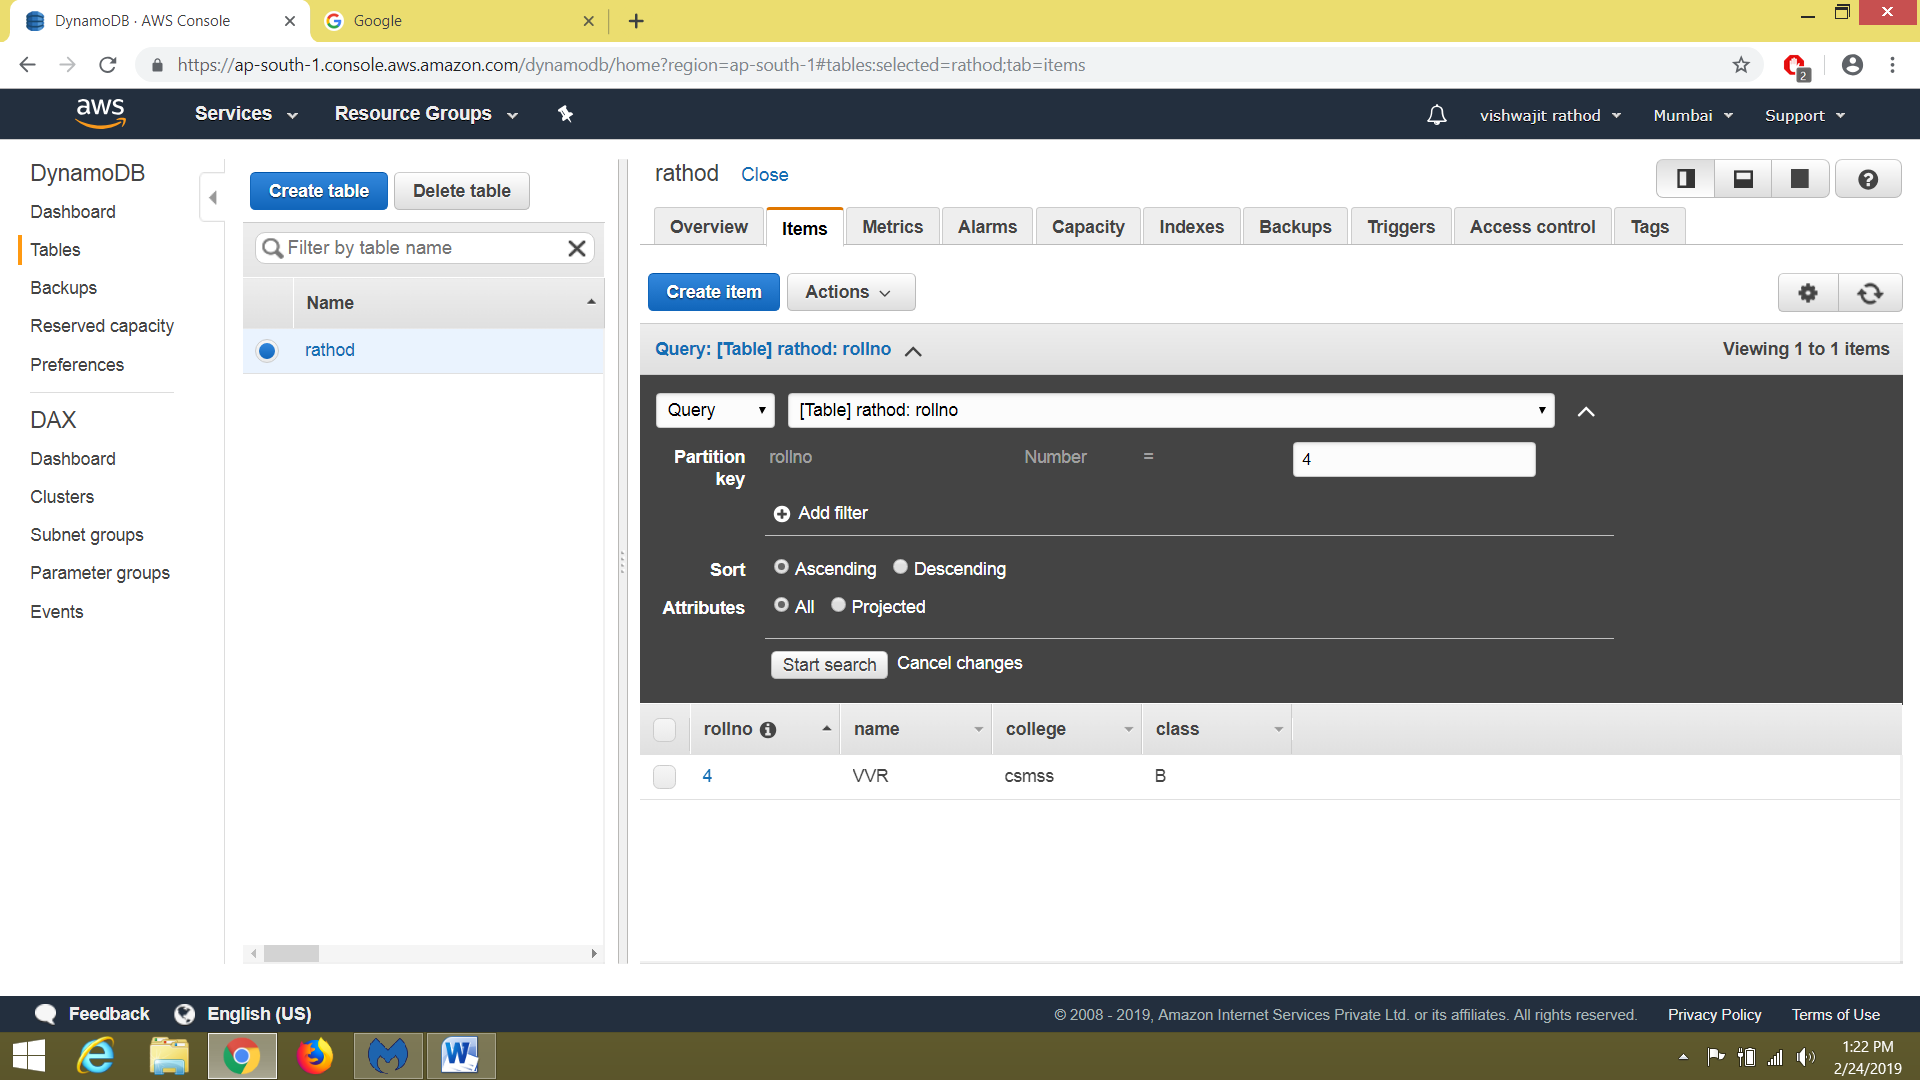 DynamoDB · AWS Console
Google
https://ap-south-1.console.aws.amazon.com/dynamodb/home?region=ap-south-1#tables:selected=rathod;tab=items
2
aws
Services
Resource Groups
vishwajit rathod
Mumbai
Support
DynamoDB
Dashboard
Tables
Backups
Reserved capacity
Preferences
DAX
Dashboard
Clusters
Subnet groups
Parameter groups
Events
Create table
Delete table
Filter by table name
Name
rathod
rathod Close
Overview Items Metrics Alarms Capacity Indexes Backups Triggers Access control Tags
Create item Actions
Query: [Table] rathod: rollno
Viewing 1 to 1 items
Query [Table] rathod: rollno
Partition key rollno Number = 4
Add filter
Sort Ascending Descending
Attributes All Projected
Start search Cancel changes
rollno name college class
4 VVR csmss B
Feedback English (US)
© 2008 - 2019, Amazon Internet Services Private Ltd. or its affiliates. All rights reserved. Privacy Policy Terms of Use
1:22 PM
2/24/2019